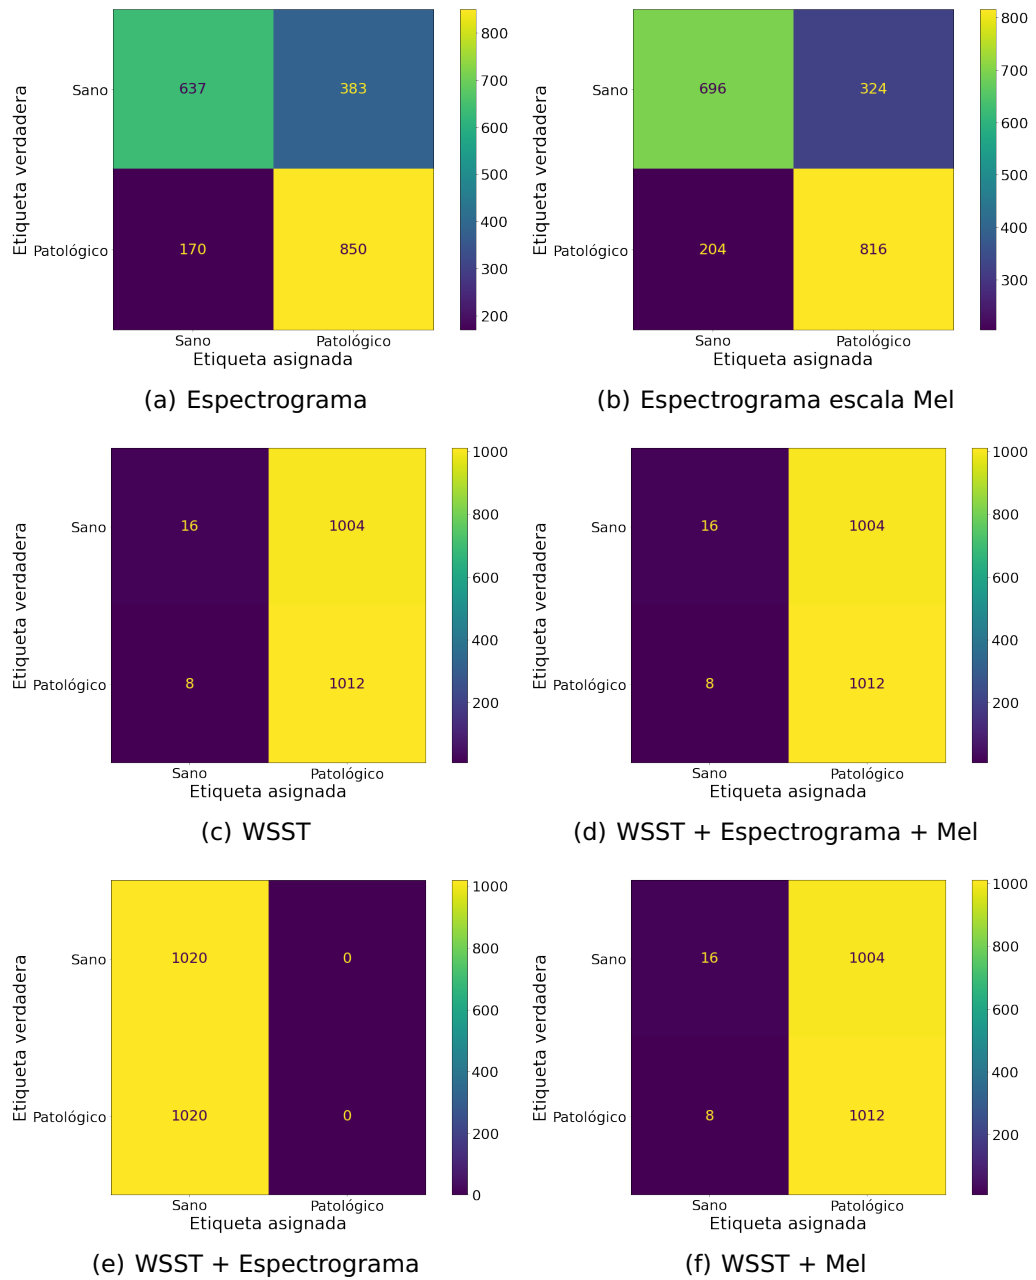 Etiqueta verdadera
Sano
637
383
Patológico
170
850
Sano
Patológico
Etiqueta asignada
800
700
600
500
400
300
200
(a) Espectrograma
Etiqueta verdadera
Sano
696
324
Patológico
204
816
Sano
Patológico
Etiqueta asignada
800
700
600
500
400
300
(b) Espectrograma escala Mel
Etiqueta verdadera
Sano
16
1004
Patológico
8
1012
Sano
Patológico
Etiqueta asignada
1000
800
600
400
200
(c) WSST
Etiqueta verdadera
Sano
16
1004
Patológico
8
1012
Sano
Patológico
Etiqueta asignada
1000
800
600
400
200
(d) WSST + Espectrograma + Mel
Etiqueta verdadera
Sano
1020
0
Patológico
1020
0
Sano
Patológico
Etiqueta asignada
1000
800
600
400
200
0
(e) WSST + Espectrograma
Etiqueta verdadera
Sano
16
1004
Patológico
8
1012
Sano
Patológico
Etiqueta asignada
1000
800
600
400
200
(f) WSST + Mel